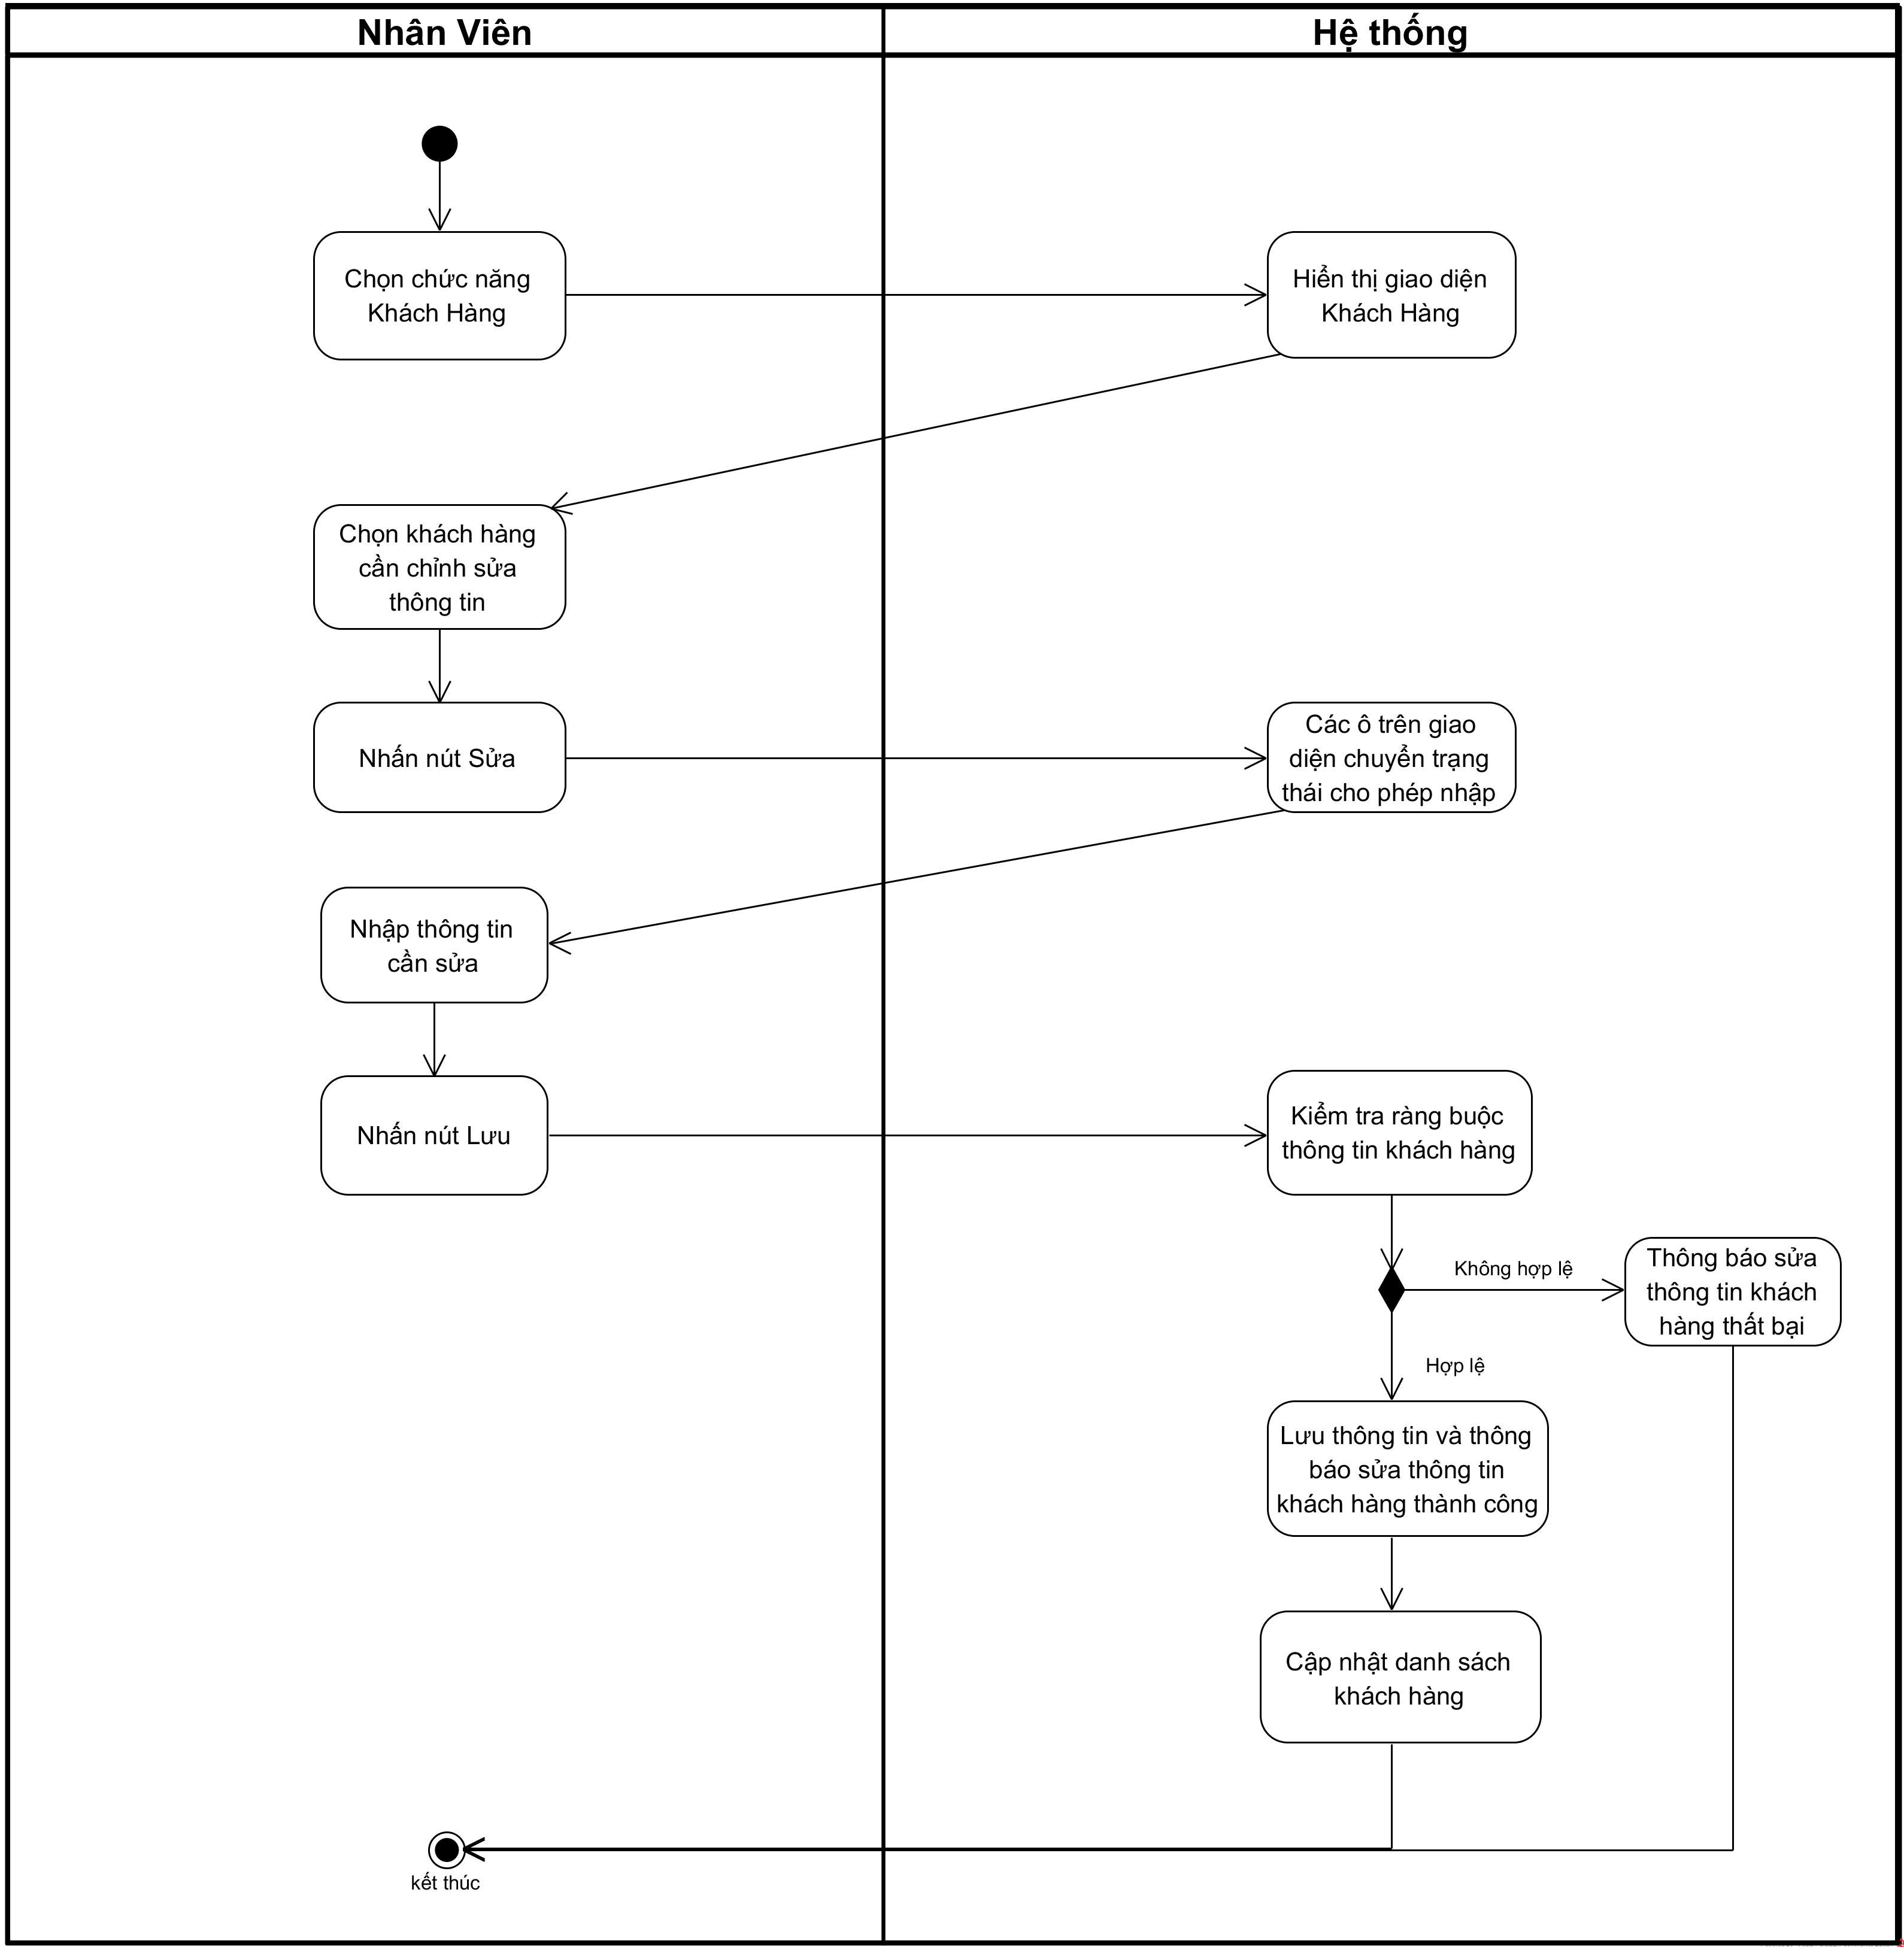 Nhân Viên
Hệ thống
Chọn chức năng
Khách Hàng
Hiển thị giao diện
Khách Hàng
Chọn khách hàng
cần chỉnh sửa
thông tin
Nhấn nút Sửa
Các ô trên giao
diện chuyển trạng
thái cho phép nhập
Nhập thông tin
cần sửa
Nhấn nút Lưu
Kiểm tra ràng buộc
thông tin khách hàng
Không hợp lệ
Thông báo sửa
thông tin khách
hàng thất bại
Hợp lệ
Lưu thông tin và thông
báo sửa thông tin
khách hàng thành công
Cập nhật danh sách
khách hàng
kết thúc